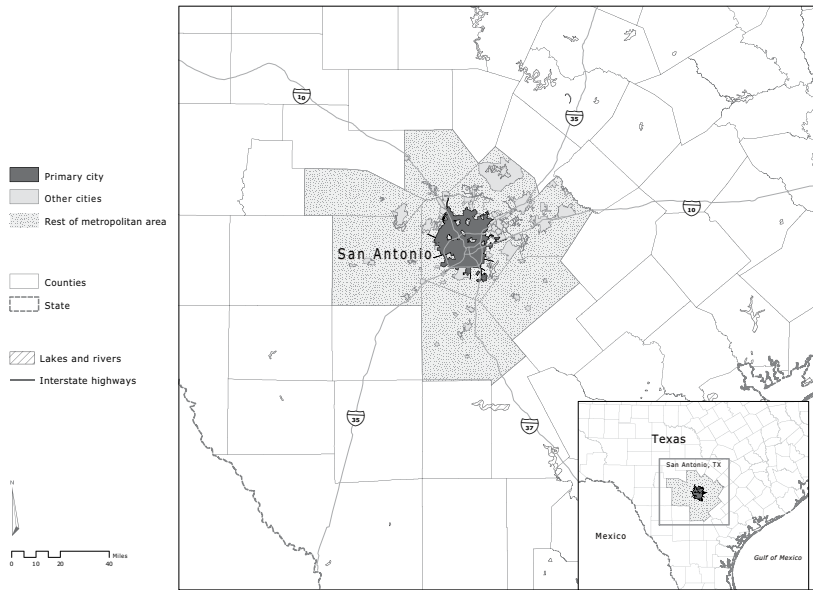 Primary city
Other cities
Rest of metropolitan area
Counties
State
Lakes and rivers
Interstate highways
N
Miles
0 10 20 40
10
35
10
San Antonio
35
37
Texas
San Antonio, TX
Mexico
Gulf of Mexico